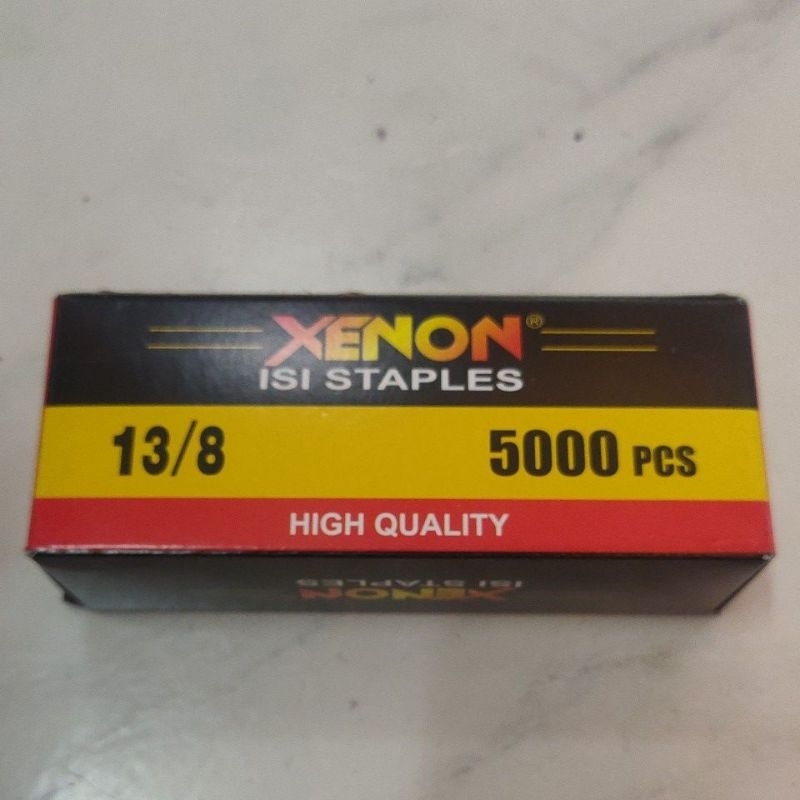 XENON®
ISI STAPLES
13/8 5000 PCS
HIGH QUALITY
ISI STAPLES
XENON